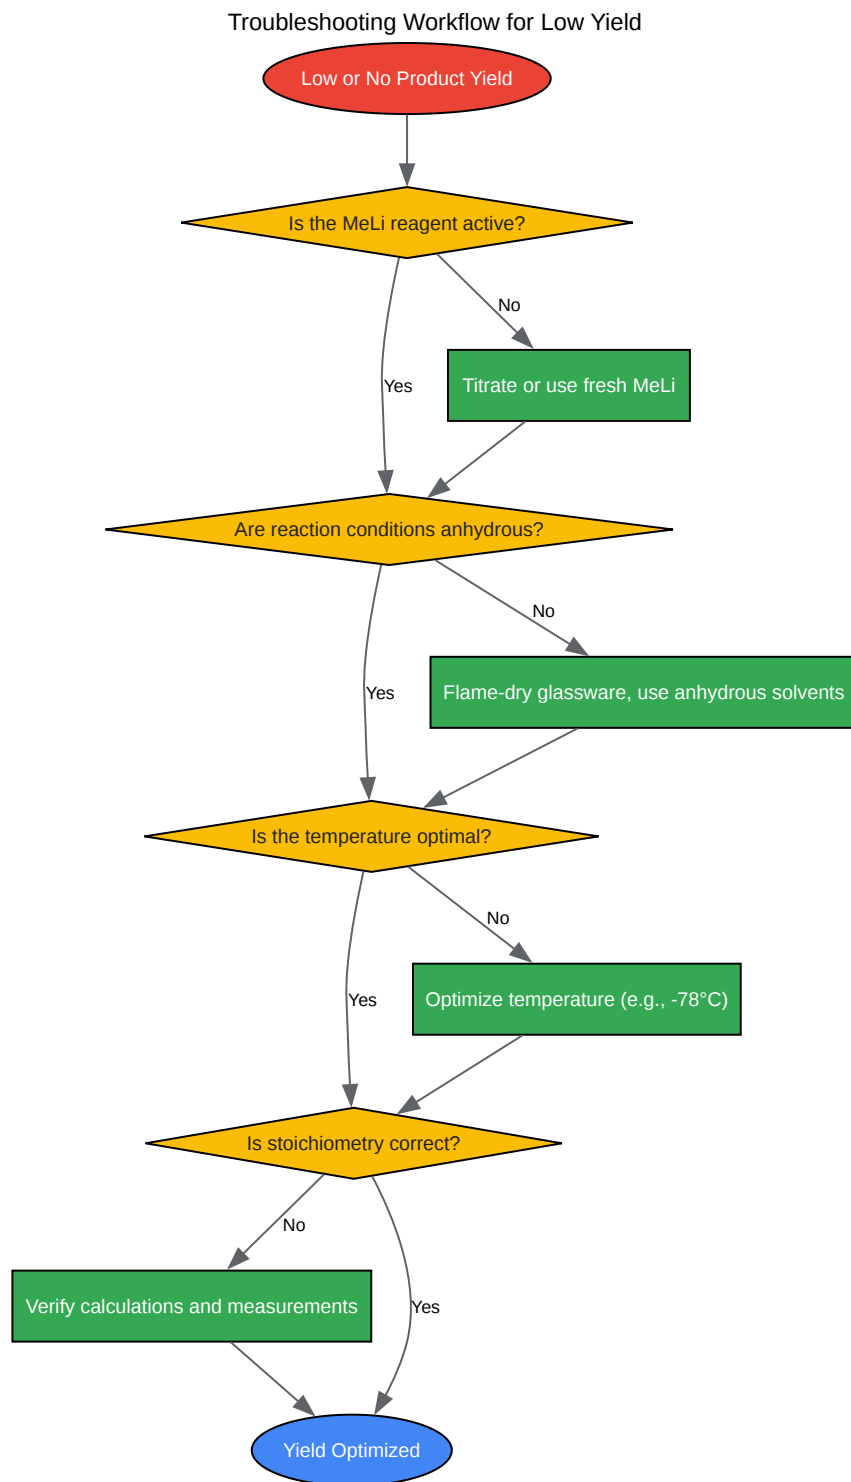 Troubleshooting Workflow for Low Yield
Low or No Product Yield
Is the MeLi reagent active?
No
Titrate or use fresh MeLi
Yes
Are reaction conditions anhydrous?
No
Flame-dry glassware, use anhydrous solvents
Yes
Is the temperature optimal?
No
Optimize temperature (e.g., -78°C)
Yes
Is stoichiometry correct?
No
Verify calculations and measurements
Yes
Yield Optimized